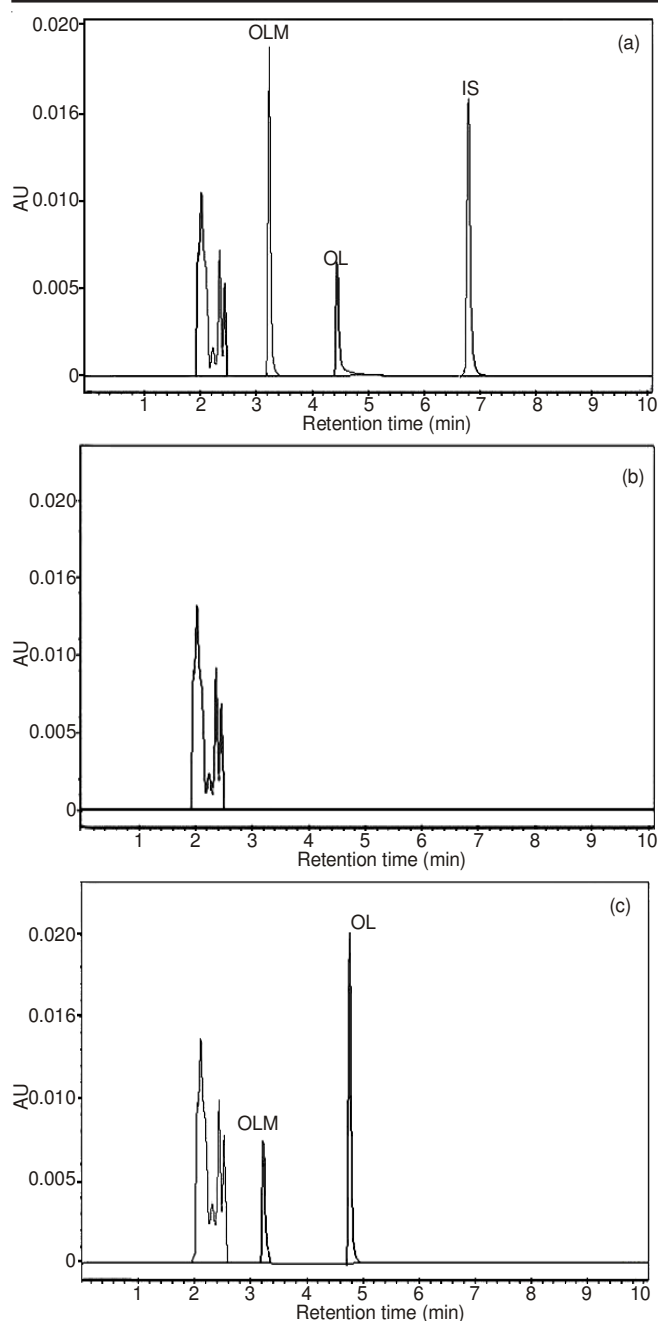 0.020
OLM
(a)
0.016
IS
AU
0.010
OL
0.005
0
1 2 3 4 5 6 7 8 9 10
Retention time (min)
(b)
0.020
0.016
AU
0.010
0.005
0
1 2 3 4 5 6 7 8 9 10
Retention time (min)
(c)
OL
0.020
0.016
AU
0.010
OLM
0.005
0
1 2 3 4 5 6 7 8 9 10
Retention time (min)